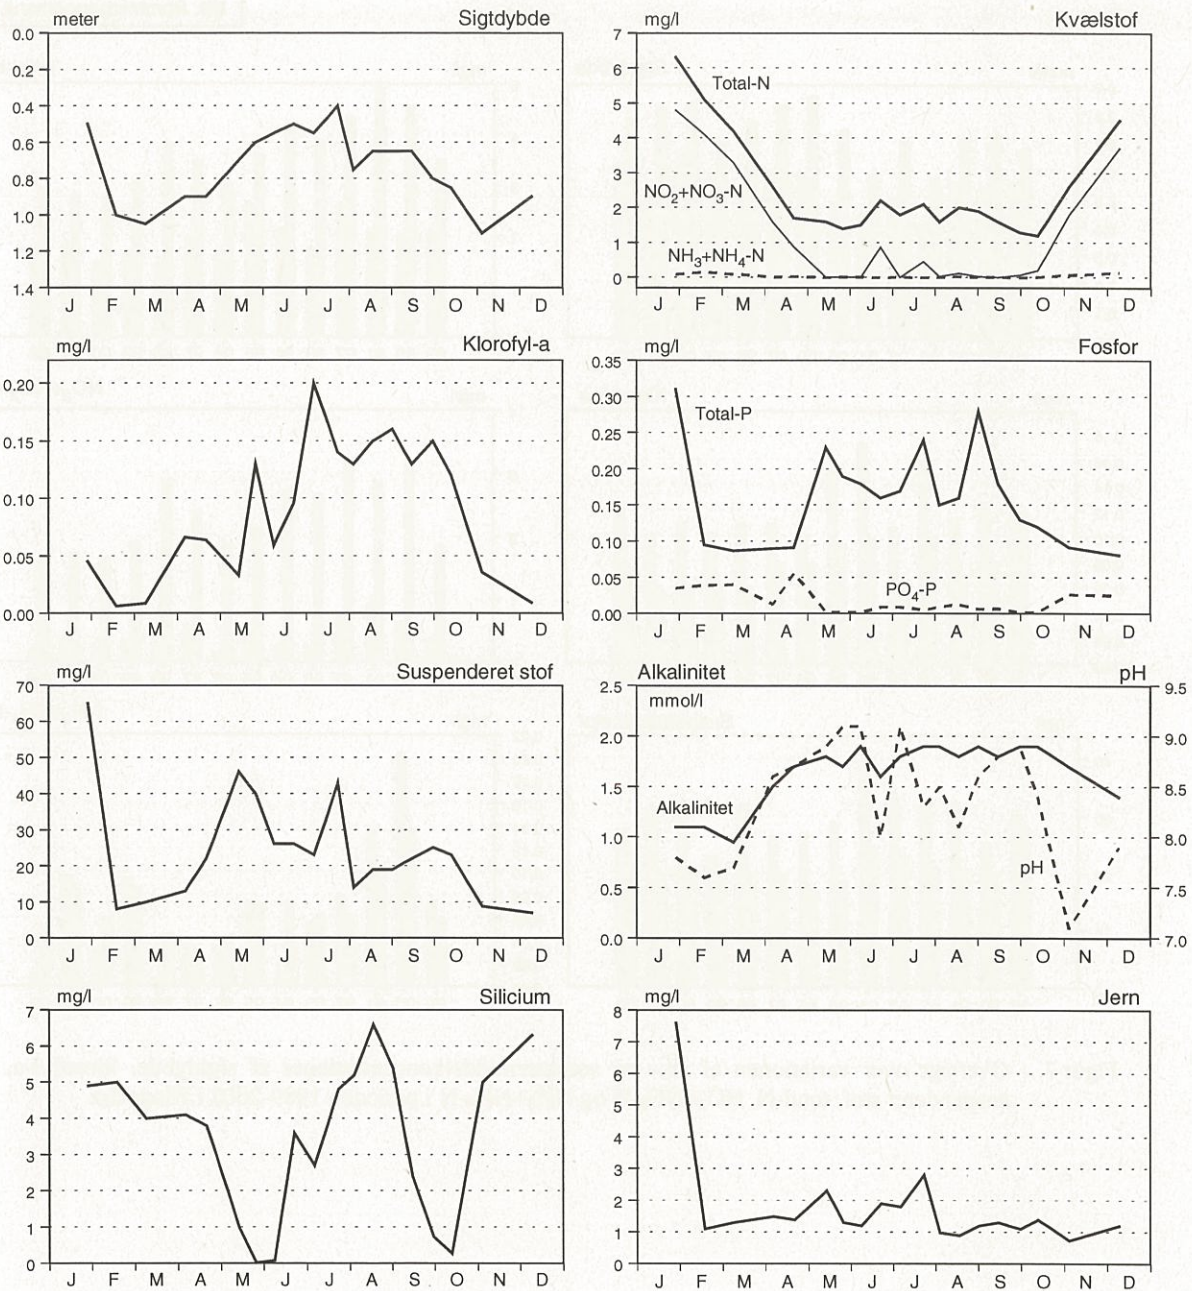 meter Sigtdybde
0.0
0.2
0.4
0.6
0.8
1.0
1.2
1.4
J F M A M J J A S O N D
mg/l Kvælstof
7
6
5
4
3
2
1
0
Total-N
NO2+NO3-N
NH3+NH4-N
J F M A M J J A S O N D
mg/l Klorofyl-a
0.20
0.15
0.10
0.05
0.00
J F M A M J J A S O N D
mg/l Fosfor
0.35
0.30
0.25
0.20
0.15
0.10
0.05
0.00
Total-P
PO4-P
J F M A M J J A S O N D
mg/l Suspenderet stof
70
60
50
40
30
20
10
0
J F M A M J J A S O N D
Alkalinitet pH
mmol/l
2.5
2.0
1.5
1.0
0.5
0.0
Alkalinitet
pH
9.5
9.0
8.5
8.0
7.5
7.0
J F M A M J J A S O N D
mg/l Silicium
7
6
5
4
3
2
1
0
J F M A M J J A S O N D
mg/l Jern
8
7
6
5
4
3
2
1
0
J F M A M J J A S O N D